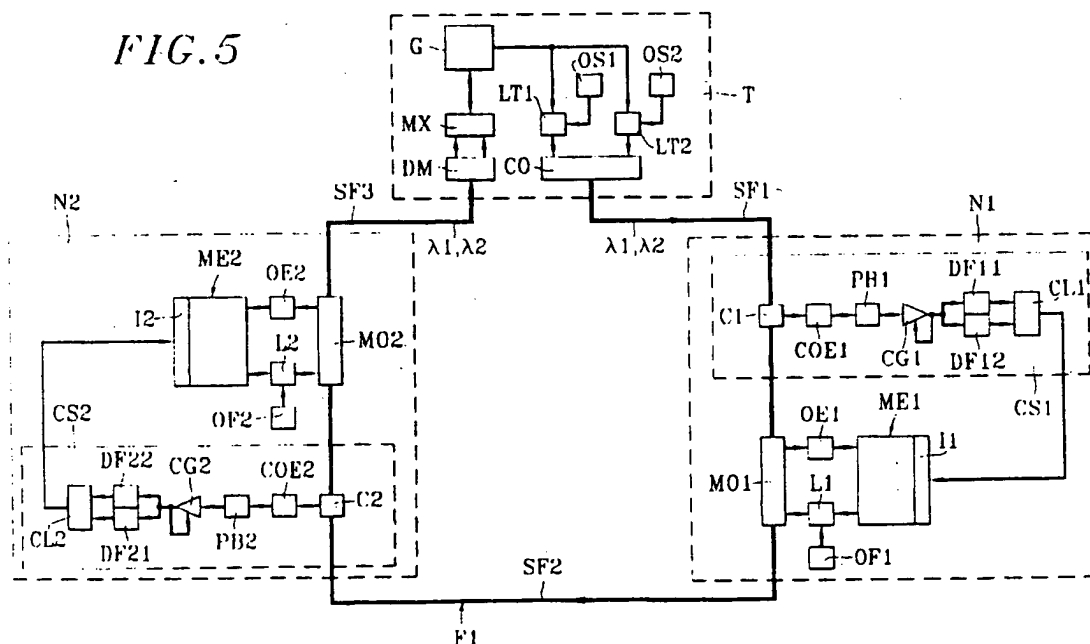 FIG.5
G
OS1
OS2
T
LT1
LT2
MX
DM
CO
SF3
SF1
N2
N1
λ1,λ2
λ1,λ2
ME2
OE2
I2
L2
MO2
OF2
CS2
DF22
CG2
COE2
C2
CL2
DF21
PB2
PH1
DF11
CL1
C1
COE1
CG1
DF12
CS1
OE1
ME1
I1
MO1
L1
OF1
SF2
F1